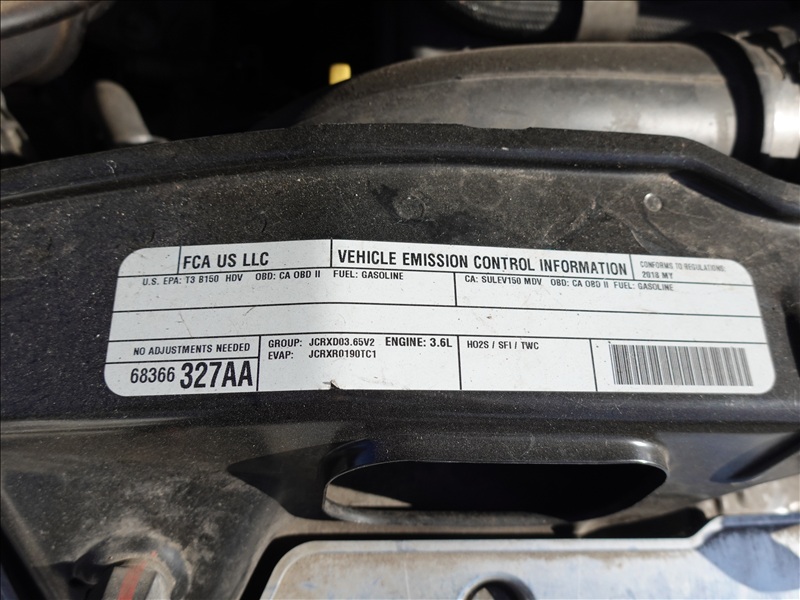 FCA US LLC
VEHICLE EMISSION CONTROL INFORMATION
CONFORMS TO REGULATIONS:
2018 MY
U.S. EPA: T3 B150 HDV OBD: CA OBD II FUEL: GASOLINE
CA: SULEV150 MDV OBD: CA OBD II FUEL: GASOLINE
NO ADJUSTMENTS NEEDED
68366 327AA
GROUP: JCRXD03.65V2 ENGINE: 3.6L
EVAP: JCRXR0190TC1
HO2S / SFI / TWC